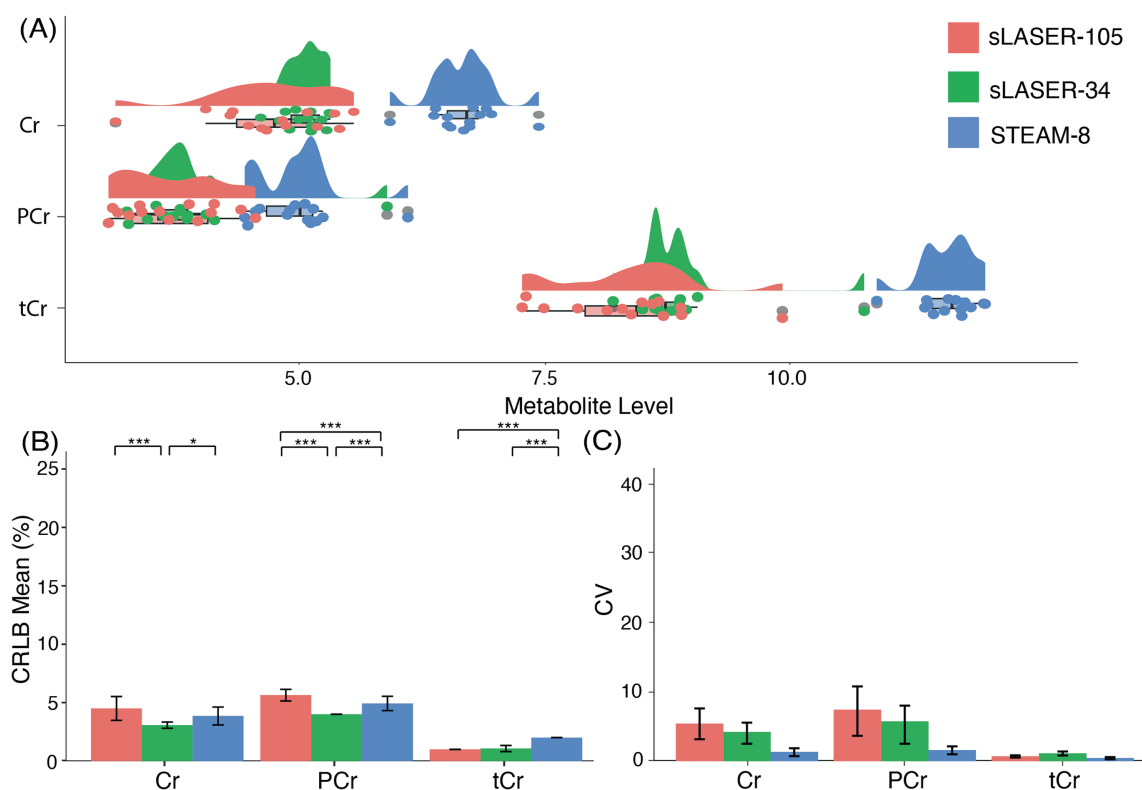 (A)
sLASER-105
sLASER-34
STEAM-8
Cr
PCr
tCr
5.0 7.5 10.0
Metabolite Level
(B)
*** * *** *** *** *** ***
CRLB Mean (%)
25
20
15
10
5
0
Cr PCr tCr
(C)
CV
40
30
20
10
0
Cr PCr tCr